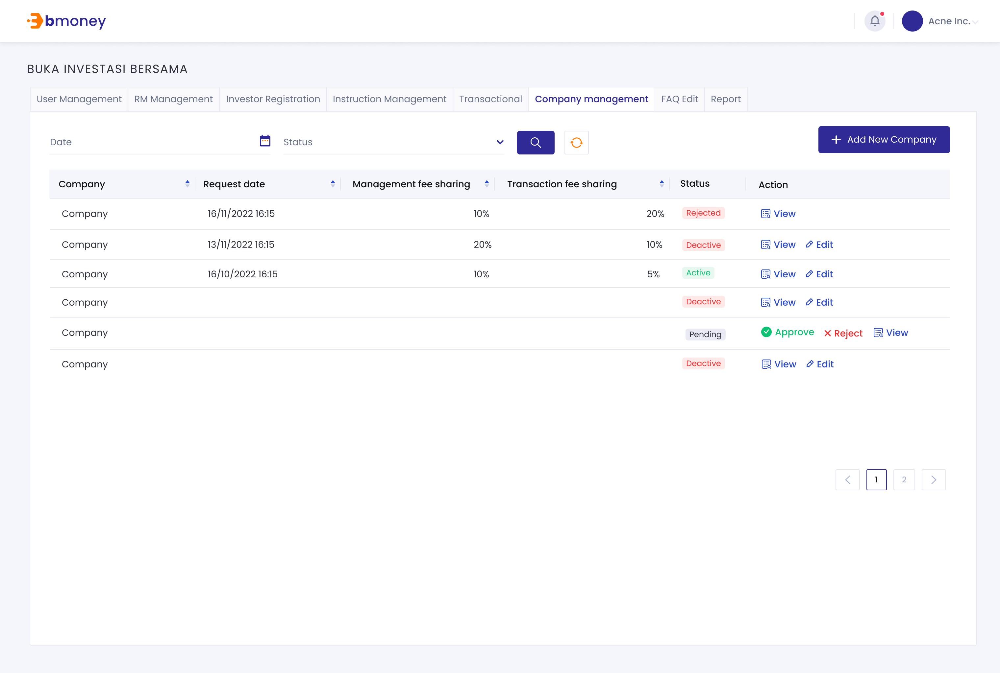 bmoney
Acne Inc.
BUKA INVESTASI BERSAMA
User Management RM Management Investor Registration Instruction Management Transactional Company management FAQ Edit Report
Date Status Add New Company
Company Request date Management fee sharing Transaction fee sharing Status Action
Company 16/11/2022 16:15 10% 20% Rejected View
Company 13/11/2022 16:15 20% 10% Deactive View Edit
Company 16/10/2022 16:15 10% 5% Active View Edit
Company Deactive View Edit
Company Pending Approve Reject View
Company Deactive View Edit
1 2